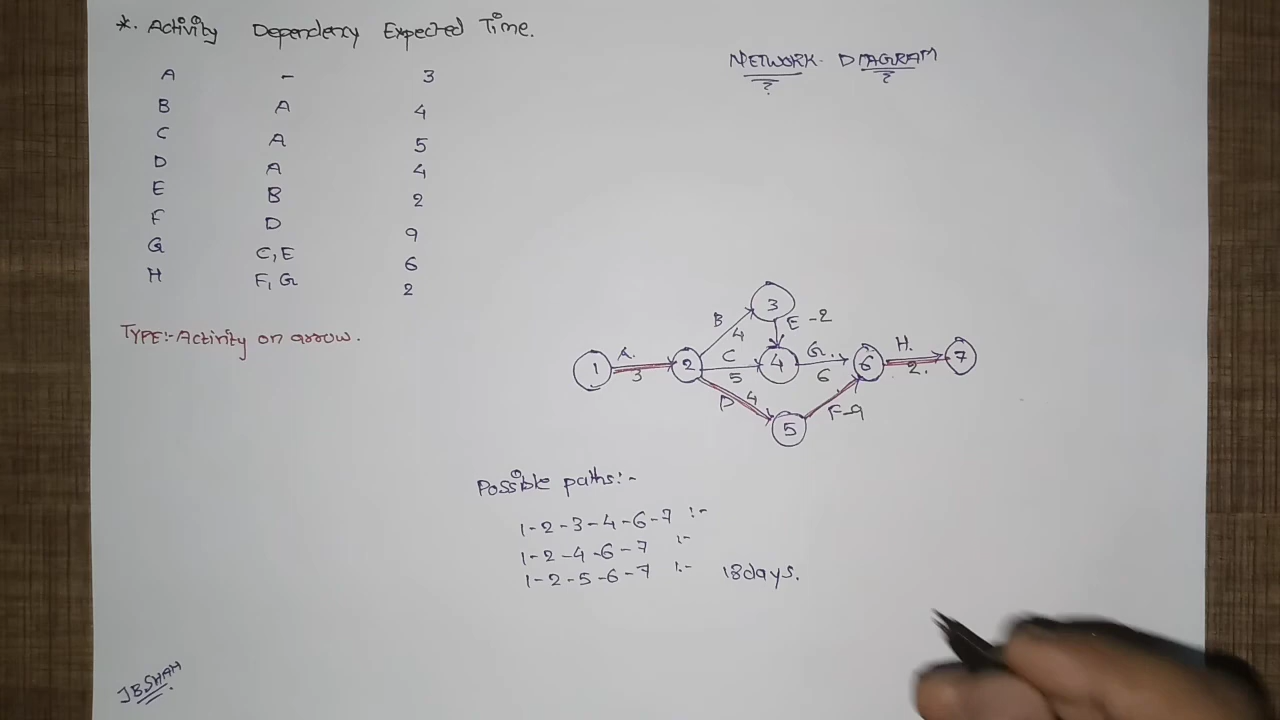 *. Activity Dependency Expected Time.
A - 3
B A 4
C A 5
D A 4
E B 2
F D 9
G C,E 6
H F,G 2
TYPE:- Activity on arrow.
NETWORK DIAGRAM
? ?
3
B 4 E -2
A. C G. H.
1 2 4 6 7
3 5 6 2.
D 4 F-9
5
Possible paths:-
1-2-3-4-6-7 :-
1-2-4-6-7 :-
1-2-5-6-7 :- 18days.
JBSHAH